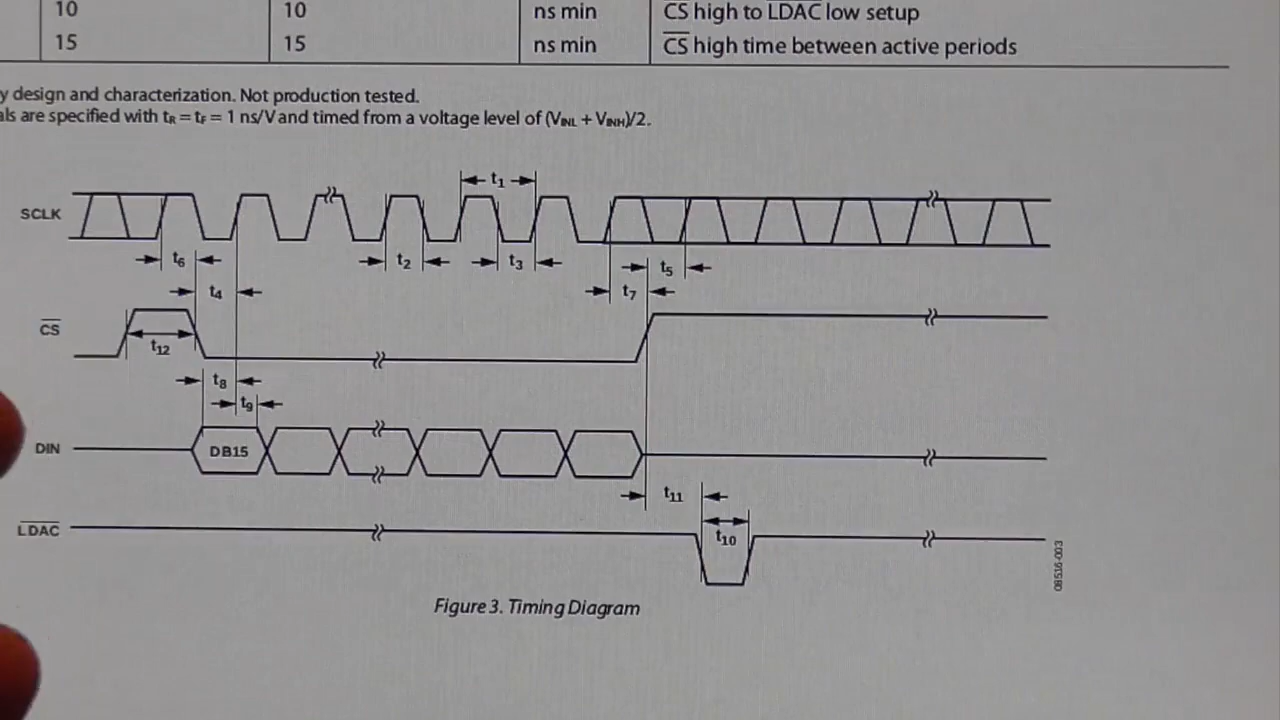 10 10 ns min CS high to LDAC low setup
15 15 ns min CS high time between active periods
y design and characterization. Not production tested.
als are specified with tR = tF = 1 ns/V and timed from a voltage level of (VINL + VINH)/2.
t1
SCLK
t6 t2 t3 t5
t4 t7
CS
t12
t8
t9
DIN DB15
t11
LDAC
t10
08516-003
Figure 3. Timing Diagram